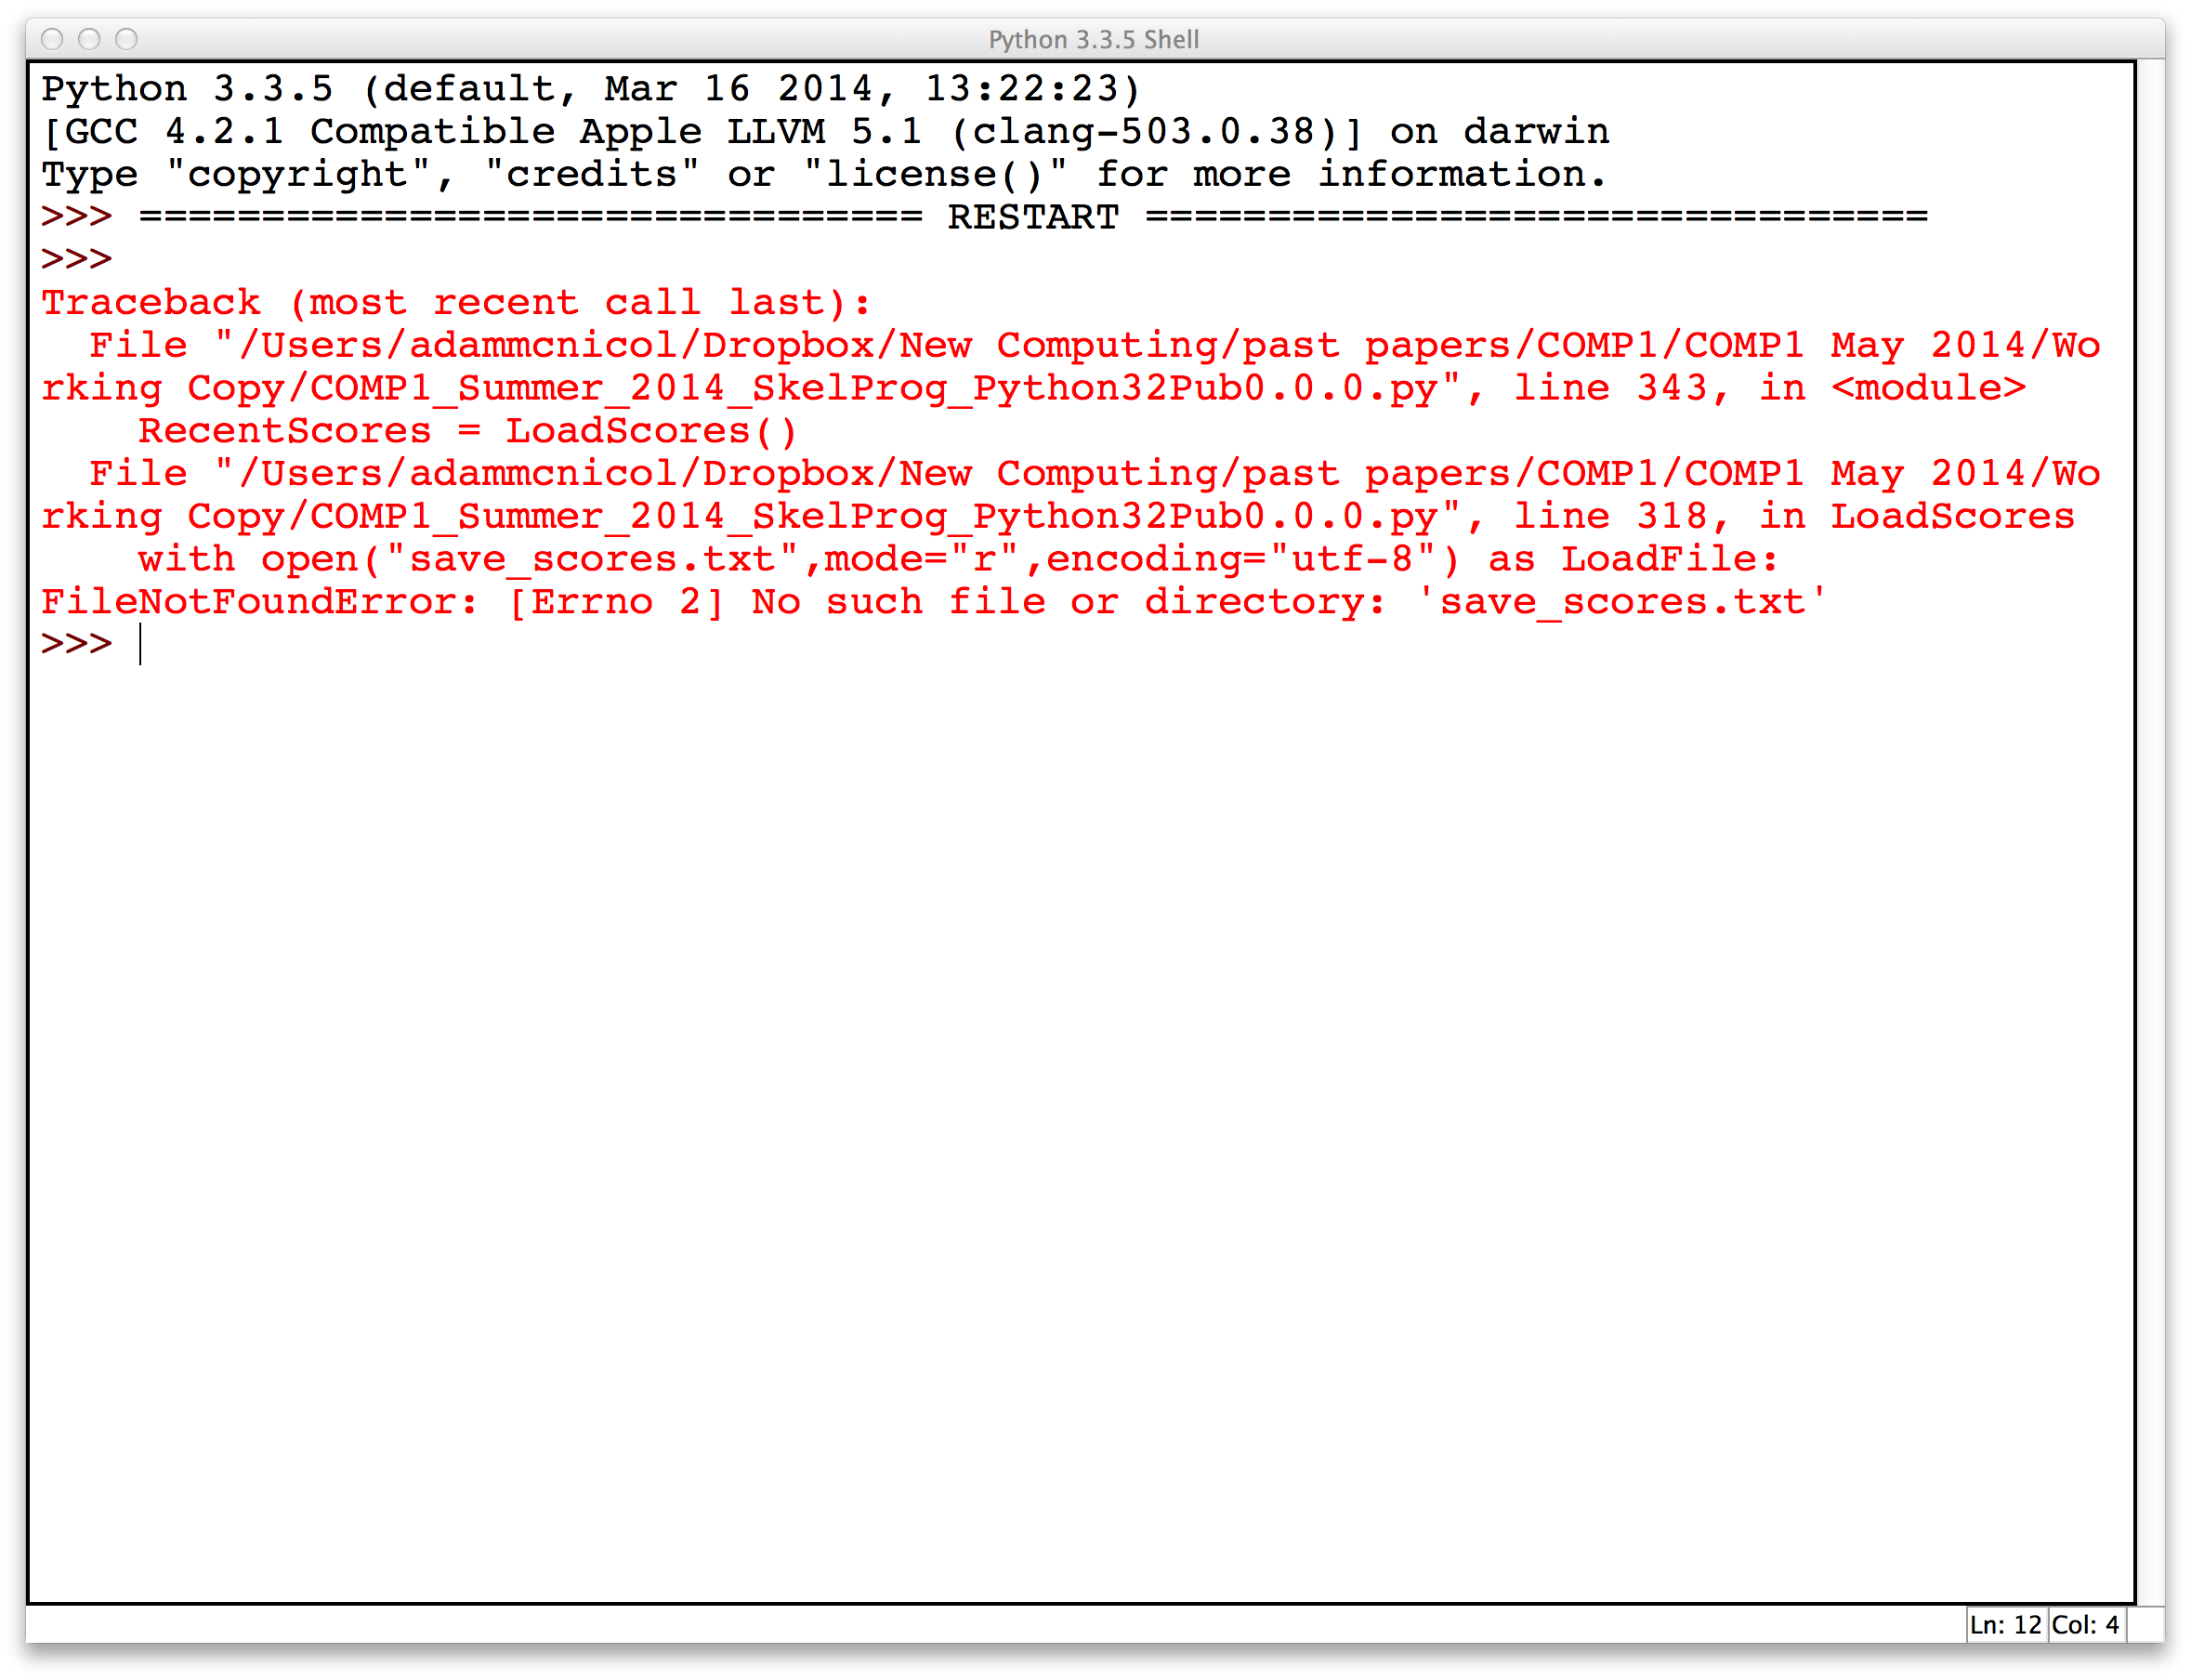 Python 3.3.5 Shell
Python 3.3.5 (default, Mar 16 2014, 13:22:23)
[GCC 4.2.1 Compatible Apple LLVM 5.1 (clang-503.0.38)] on darwin
Type "copyright", "credits" or "license()" for more information.
>>> ================================ RESTART ================================
>>>
Traceback (most recent call last):
  File "/Users/adammcnicol/Dropbox/New Computing/past papers/COMP1/COMP1 May 2014/Wo
rking Copy/COMP1_Summer_2014_SkelProg_Python32Pub0.0.0.py", line 343, in <module>
    RecentScores = LoadScores()
  File "/Users/adammcnicol/Dropbox/New Computing/past papers/COMP1/COMP1 May 2014/Wo
rking Copy/COMP1_Summer_2014_SkelProg_Python32Pub0.0.0.py", line 318, in LoadScores
    with open("save_scores.txt",mode="r",encoding="utf-8") as LoadFile:
FileNotFoundError: [Errno 2] No such file or directory: 'save_scores.txt'
>>>
Ln: 12 Col: 4